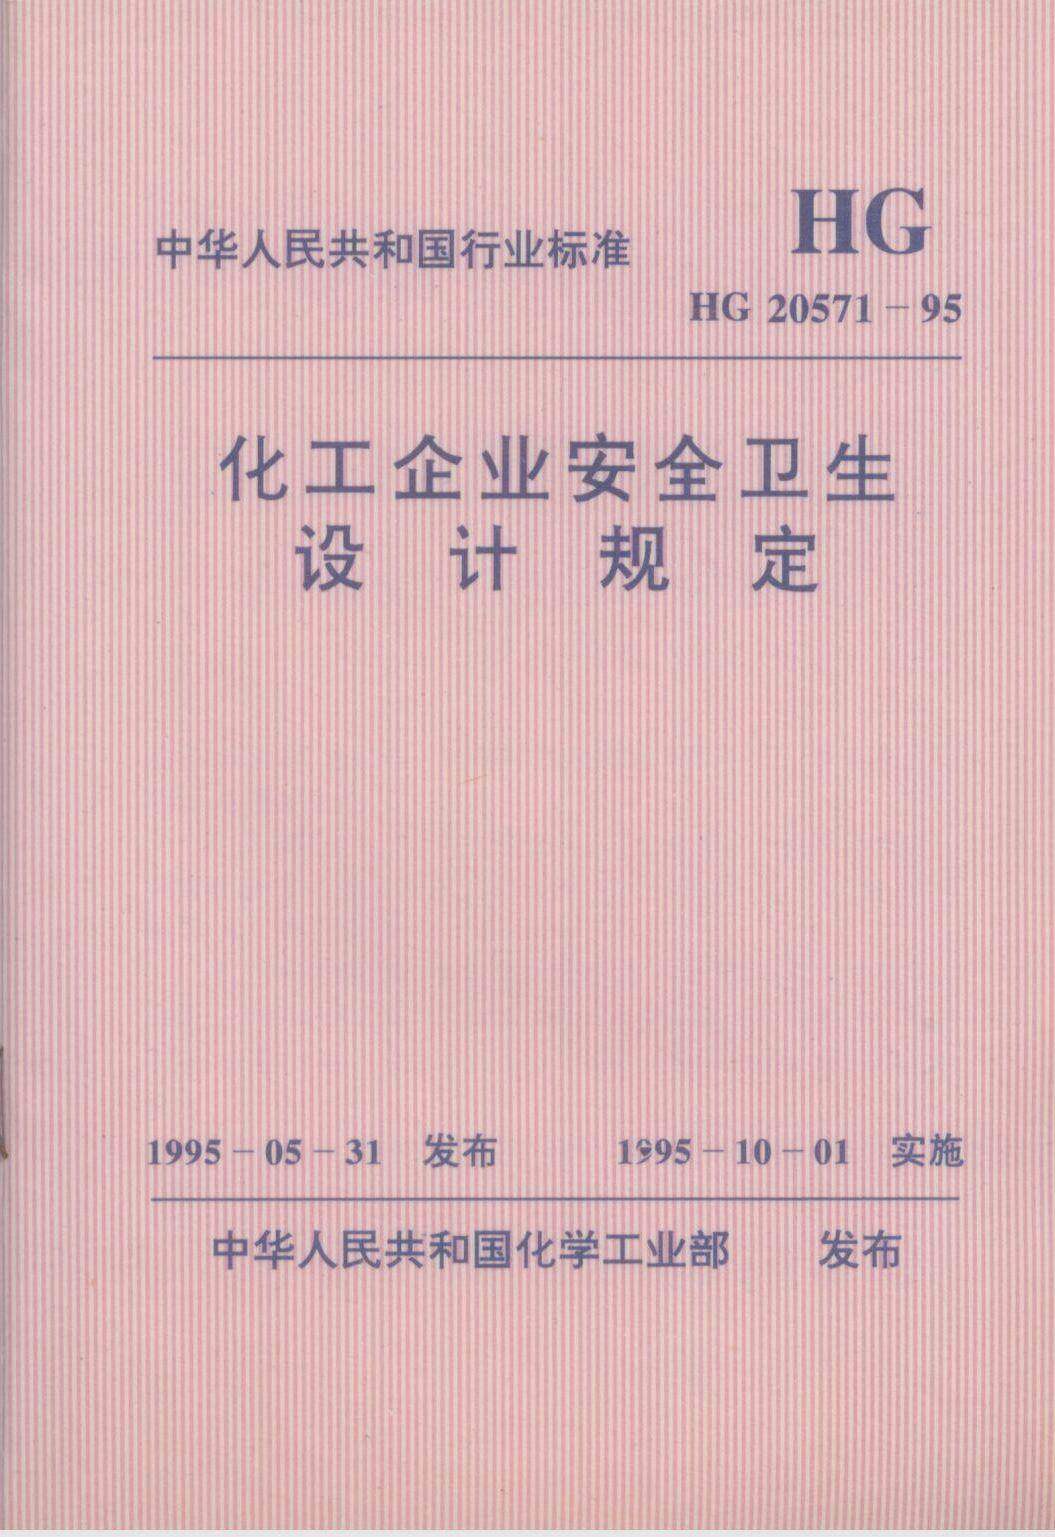 中华人民共和国行业标准
HG
HG 20571－95
化工企业安全卫生
设计规定
1995－05－31 发布 1995－10－01 实施
中华人民共和国化学工业部 发布